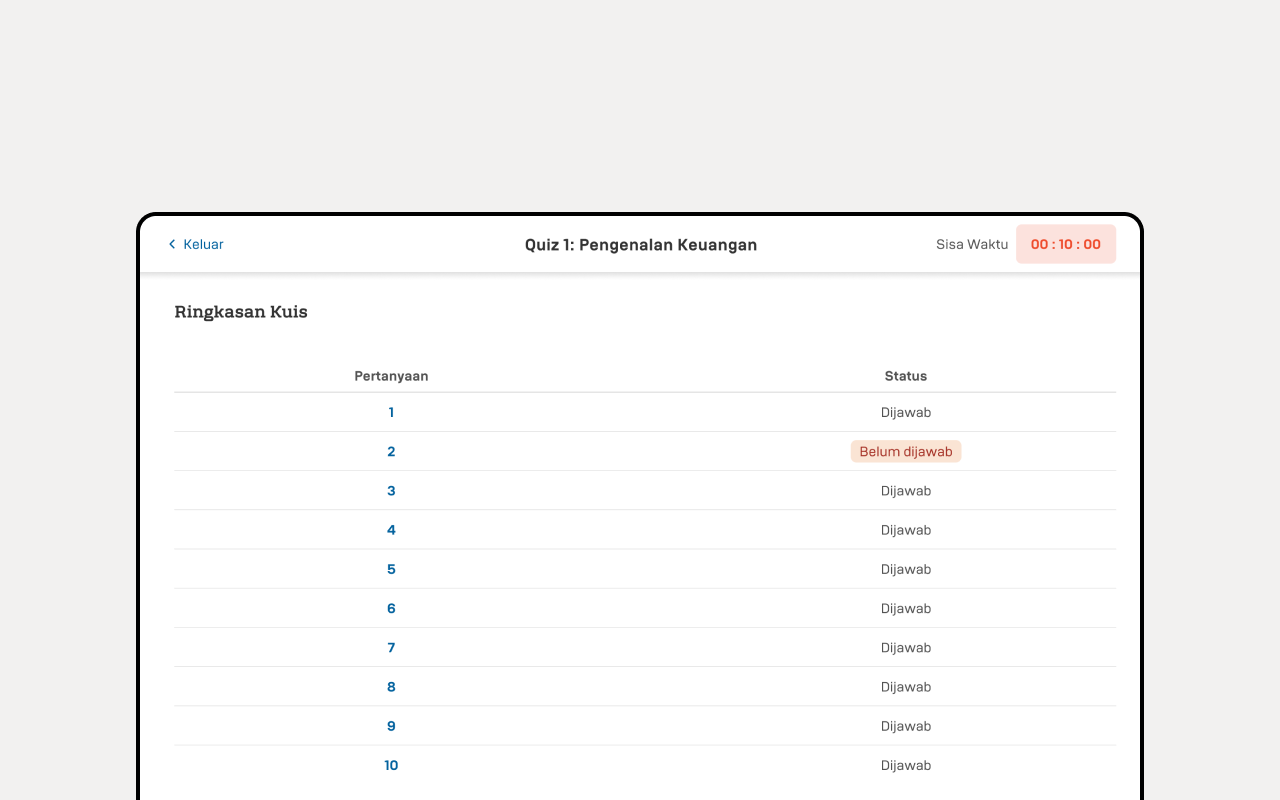 Keluar
Quiz 1: Pengenalan Keuangan
Sisa Waktu
00 : 10 : 00
Ringkasan Kuis
Pertanyaan Status
1 Dijawab
2 Belum dijawab
3 Dijawab
4 Dijawab
5 Dijawab
6 Dijawab
7 Dijawab
8 Dijawab
9 Dijawab
10 Dijawab